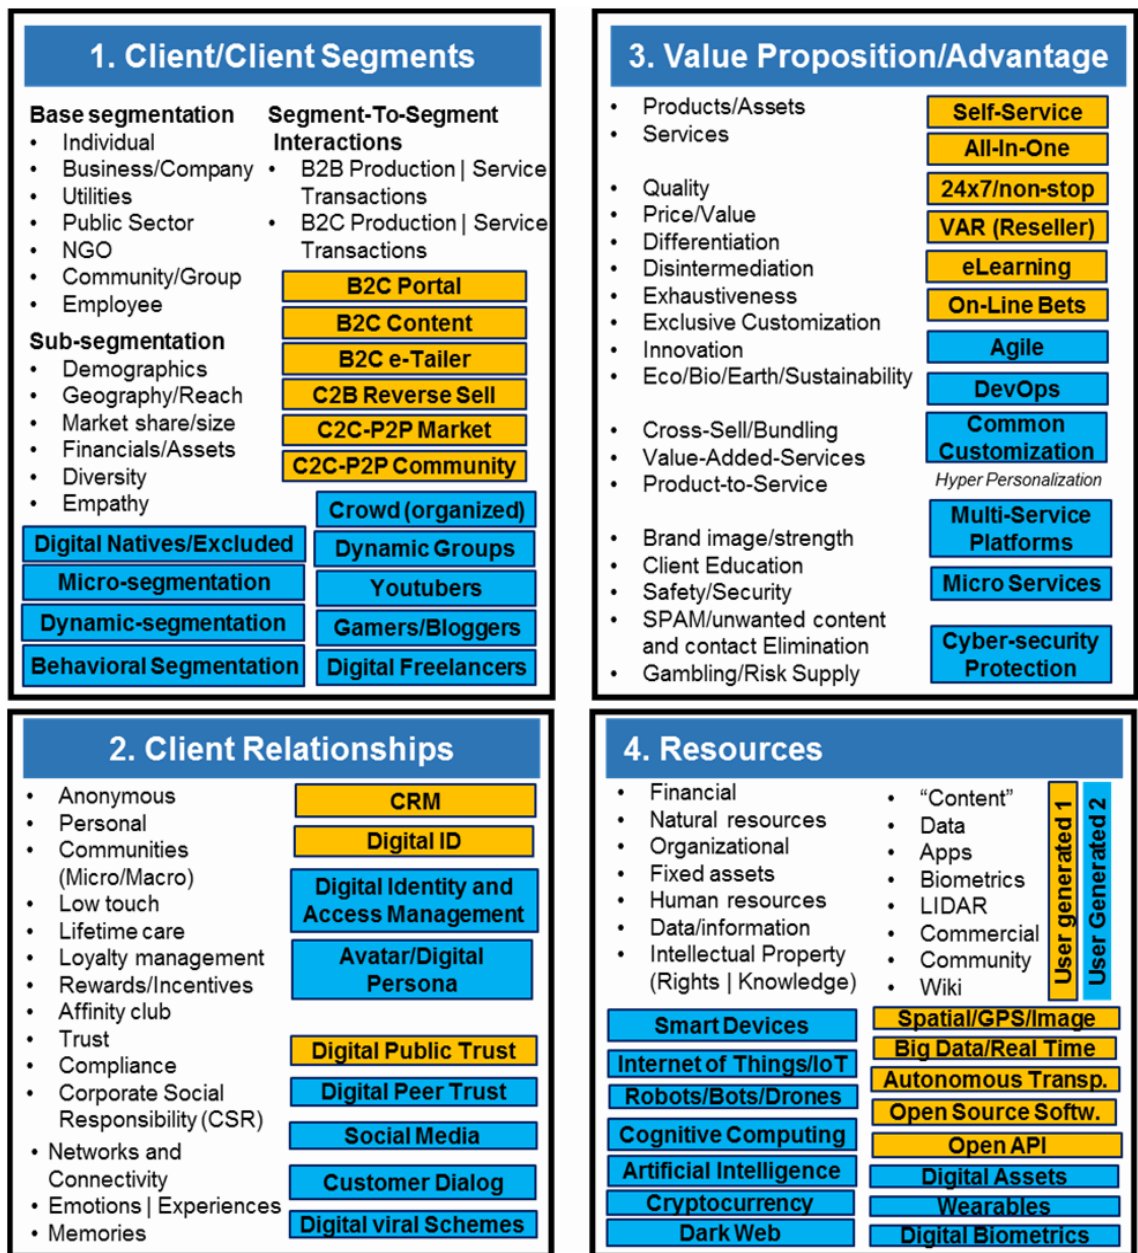 1. Client/Client Segments
Base segmentation
• Individual
• Business/Company
• Utilities
• Public Sector
• NGO
• Community/Group
• Employee
Sub-segmentation
• Demographics
• Geography/Reach
• Market share/size
• Financials/Assets
• Diversity
• Empathy
Segment-To-Segment
Interactions
• B2B Production | Service
Transactions
• B2C Production | Service
Transactions
B2C Portal
B2C Content
B2C e-Tailer
C2B Reverse Sell
C2C-P2P Market
C2C-P2P Community
Digital Natives/Excluded
Micro-segmentation
Dynamic-segmentation
Behavioral Segmentation
Crowd (organized)
Dynamic Groups
Youtubers
Gamers/Bloggers
Digital Freelancers
2. Client Relationships
• Anonymous
• Personal
• Communities
(Micro/Macro)
• Low touch
• Lifetime care
• Loyalty management
• Rewards/Incentives
• Affinity club
• Trust
• Compliance
• Corporate Social
Responsibility (CSR)
• Networks and
Connectivity
• Emotions | Experiences
• Memories
CRM
Digital ID
Digital Identity and
Access Management
Avatar/Digital
Persona
Digital Public Trust
Digital Peer Trust
Social Media
Customer Dialog
Digital viral Schemes
3. Value Proposition/Advantage
• Products/Assets
• Services
• Quality
• Price/Value
• Differentiation
• Disintermediation
• Exhaustiveness
• Exclusive Customization
• Innovation
• Eco/Bio/Earth/Sustainability
• Cross-Sell/Bundling
• Value-Added-Services
• Product-to-Service
• Brand image/strength
• Client Education
• Safety/Security
• SPAM/unwanted content
and contact Elimination
• Gambling/Risk Supply
Self-Service
All-In-One
24x7/non-stop
VAR (Reseller)
eLearning
On-Line Bets
Agile
DevOps
Common
Customization
Hyper Personalization
Multi-Service
Platforms
Micro Services
Cyber-security
Protection
4. Resources
• Financial
• Natural resources
• Organizational
• Fixed assets
• Human resources
• Data/information
• Intellectual Property
(Rights | Knowledge)
• “Content”
• Data
• Apps
• Biometrics
• LIDAR
• Commercial
• Community
• Wiki
User generated 1
User Generated 2
Smart Devices
Internet of Things/IoT
Robots/Bots/Drones
Cognitive Computing
Artificial Intelligence
Cryptocurrency
Dark Web
Spatial/GPS/Image
Big Data/Real Time
Autonomous Transp.
Open Source Softw.
Open API
Digital Assets
Wearables
Digital Biometrics